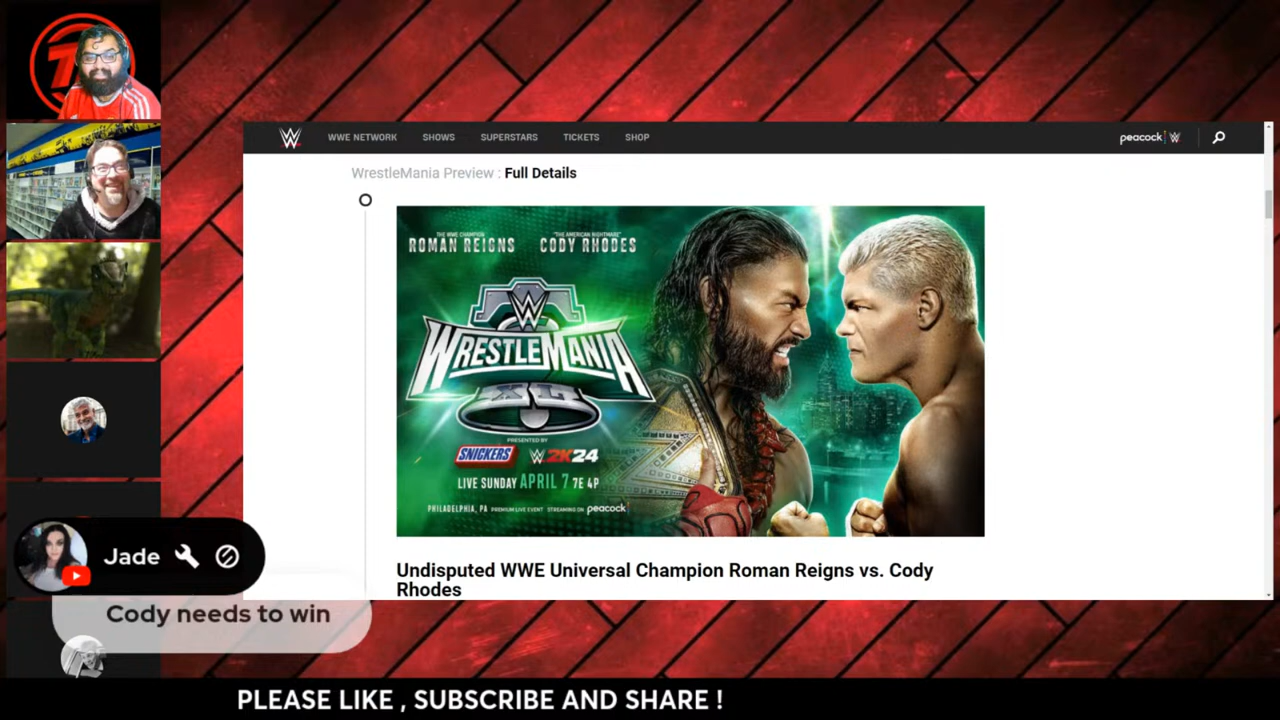 WWE NETWORK SHOWS SUPERSTARS TICKETS SHOP peacock W
WrestleMania Preview : Full Details
THE WWE CHAMPION
ROMAN REIGNS
"THE AMERICAN NIGHTMARE"
CODY RHODES
W
WRESTLEMANIA
XL
PRESENTED BY
SNICKERS W2K24
LIVE SUNDAY APRIL 7 7E 4P
PHILADELPHIA, PA PREMIUM LIVE EVENT STREAMING ON peacock
Undisputed WWE Universal Champion Roman Reigns vs. Cody
Rhodes
Jade
Cody needs to win
PLEASE LIKE , SUBSCRIBE AND SHARE !